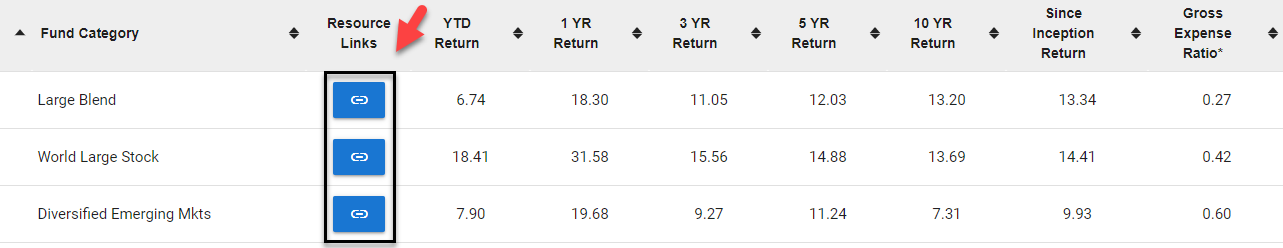 Fund Category Resource Links YTD Return 1 YR Return 3 YR Return 5 YR Return 10 YR Return Since Inception Return Gross Expense Ratio*
Large Blend 6.74 18.30 11.05 12.03 13.20 13.34 0.27
World Large Stock 18.41 31.58 15.56 14.88 13.69 14.41 0.42
Diversified Emerging Mkts 7.90 19.68 9.27 11.24 7.31 9.93 0.60